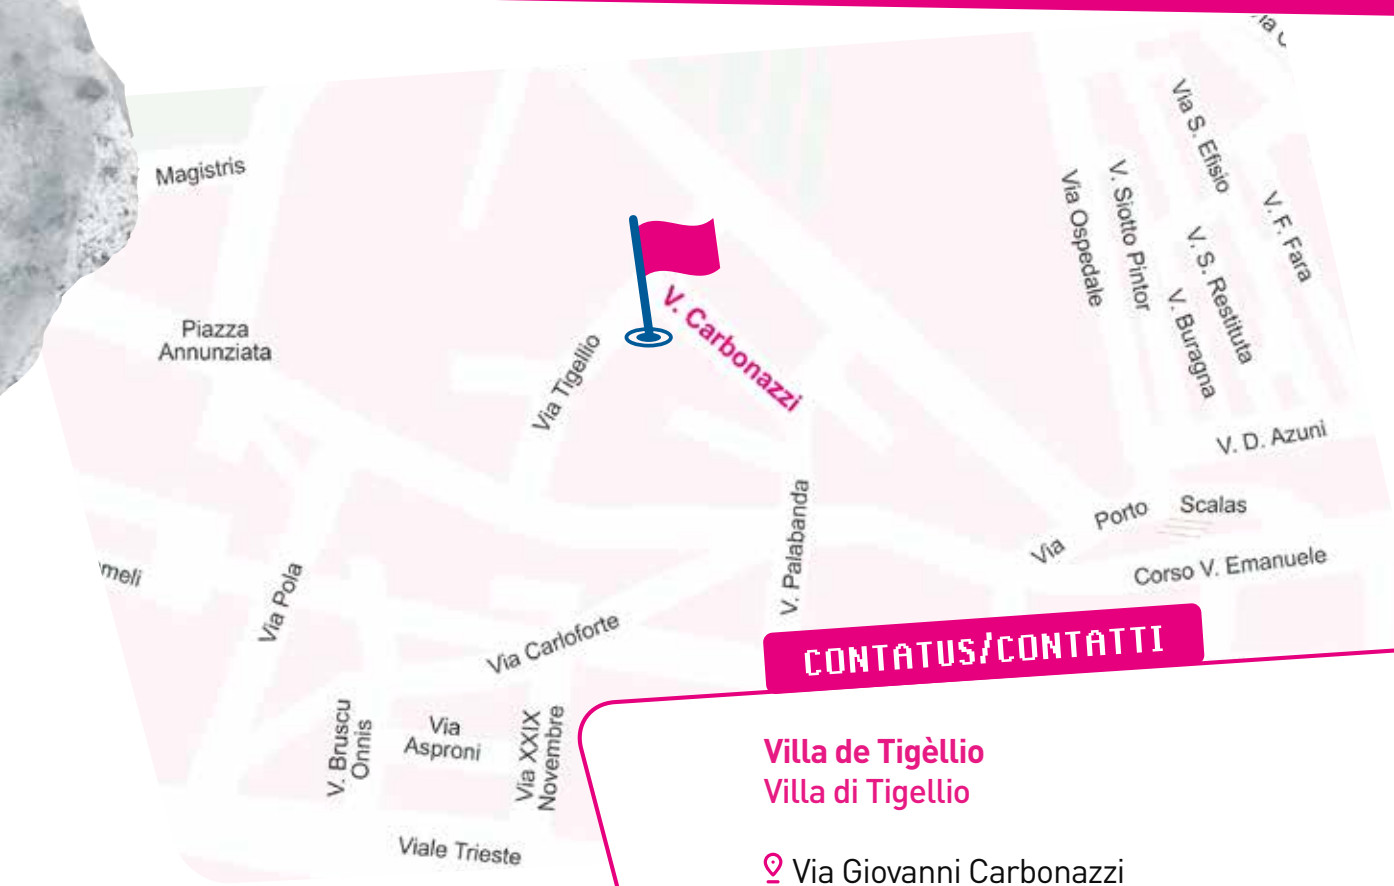 Magistris
Piazza
Annunziata
Via Tigellio
V. Carbonazzi
Via Ospedale
V. Siotto Pintor
Via S. Efisio
V. S. Restituta
V. Buragna
V. F. Fara
V. D. Azuni
Via Porto Scalas
Corso V. Emanuele
V. Palabanda
meli
Via Pola
Via Carloforte
V. Bruscu
Onnis
Via
Asproni
Via XXIX
Novembre
Viale Trieste
CONTATUS/CONTATTI
Villa de Tigèllio
Villa di Tigellio
Via Giovanni Carbonazzi